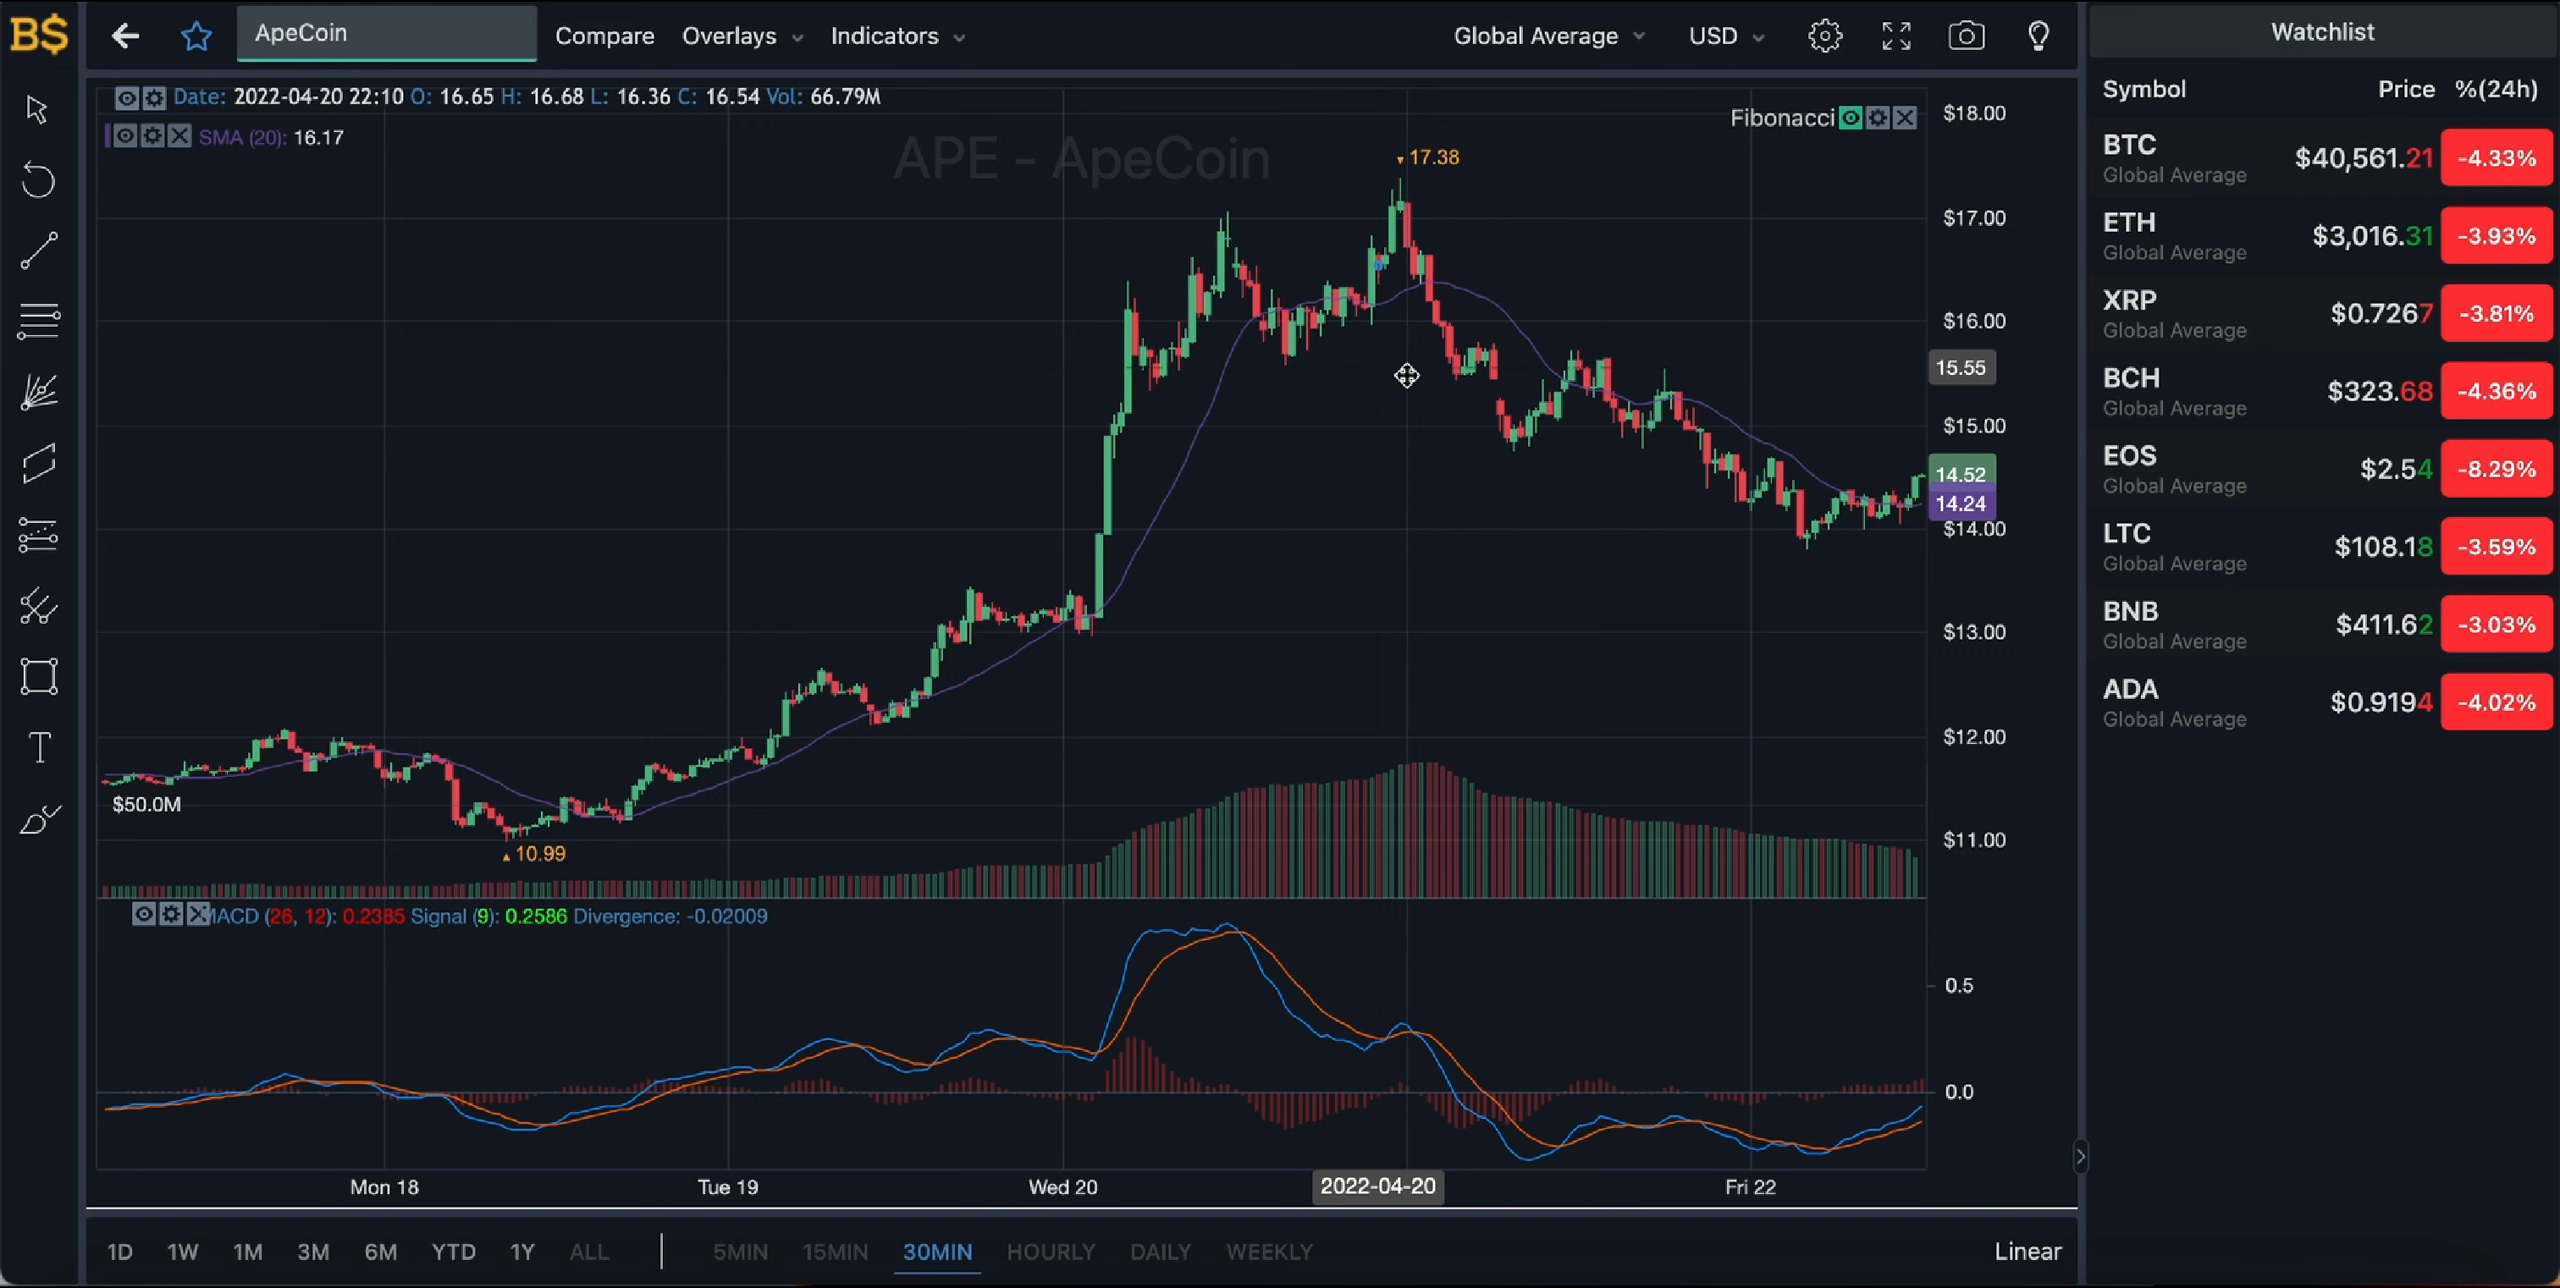 B$
ApeCoin
Compare
Overlays
Indicators
Global Average
USD
Date: 2022-04-20 22:10 O: 16.65 H: 16.68 L: 16.36 C: 16.54 Vol: 66.79M
SMA (20): 16.17
APE - ApeCoin
Fibonacci
17.38
10.99
$50.0M
$18.00
$17.00
$16.00
15.55
$15.00
14.52
14.24
$14.00
$13.00
$12.00
$11.00
MACD (26, 12): 0.2385 Signal (9): 0.2586 Divergence: -0.02009
0.5
0.0
Mon 18
Tue 19
Wed 20
2022-04-20
Fri 22
1D 1W 1M 3M 6M YTD 1Y ALL
5MIN 15MIN 30MIN HOURLY DAILY WEEKLY
Linear
Watchlist
Symbol Price %(24h)
BTC $40,561.21 -4.33%
Global Average
ETH $3,016.31 -3.93%
Global Average
XRP $0.7267 -3.81%
Global Average
BCH $323.68 -4.36%
Global Average
EOS $2.54 -8.29%
Global Average
LTC $108.18 -3.59%
Global Average
BNB $411.62 -3.03%
Global Average
ADA $0.9194 -4.02%
Global Average